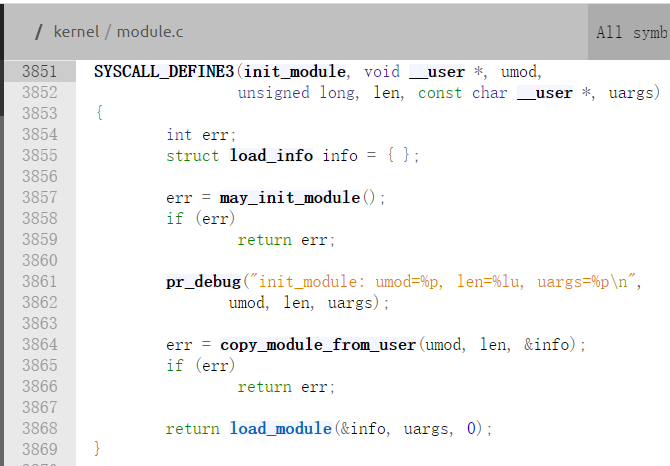 / kernel / module.c
All symb
3851 SYSCALL_DEFINE3(init_module, void __user *, umod,
3852 unsigned long, len, const char __user *, uargs)
3853 {
3854 int err;
3855 struct load_info info = { };
3856
3857 err = may_init_module();
3858 if (err)
3859 return err;
3860
3861 pr_debug("init_module: umod=%p, len=%lu, uargs=%p\n",
3862 umod, len, uargs);
3863
3864 err = copy_module_from_user(umod, len, &info);
3865 if (err)
3866 return err;
3867
3868 return load_module(&info, uargs, 0);
3869 }